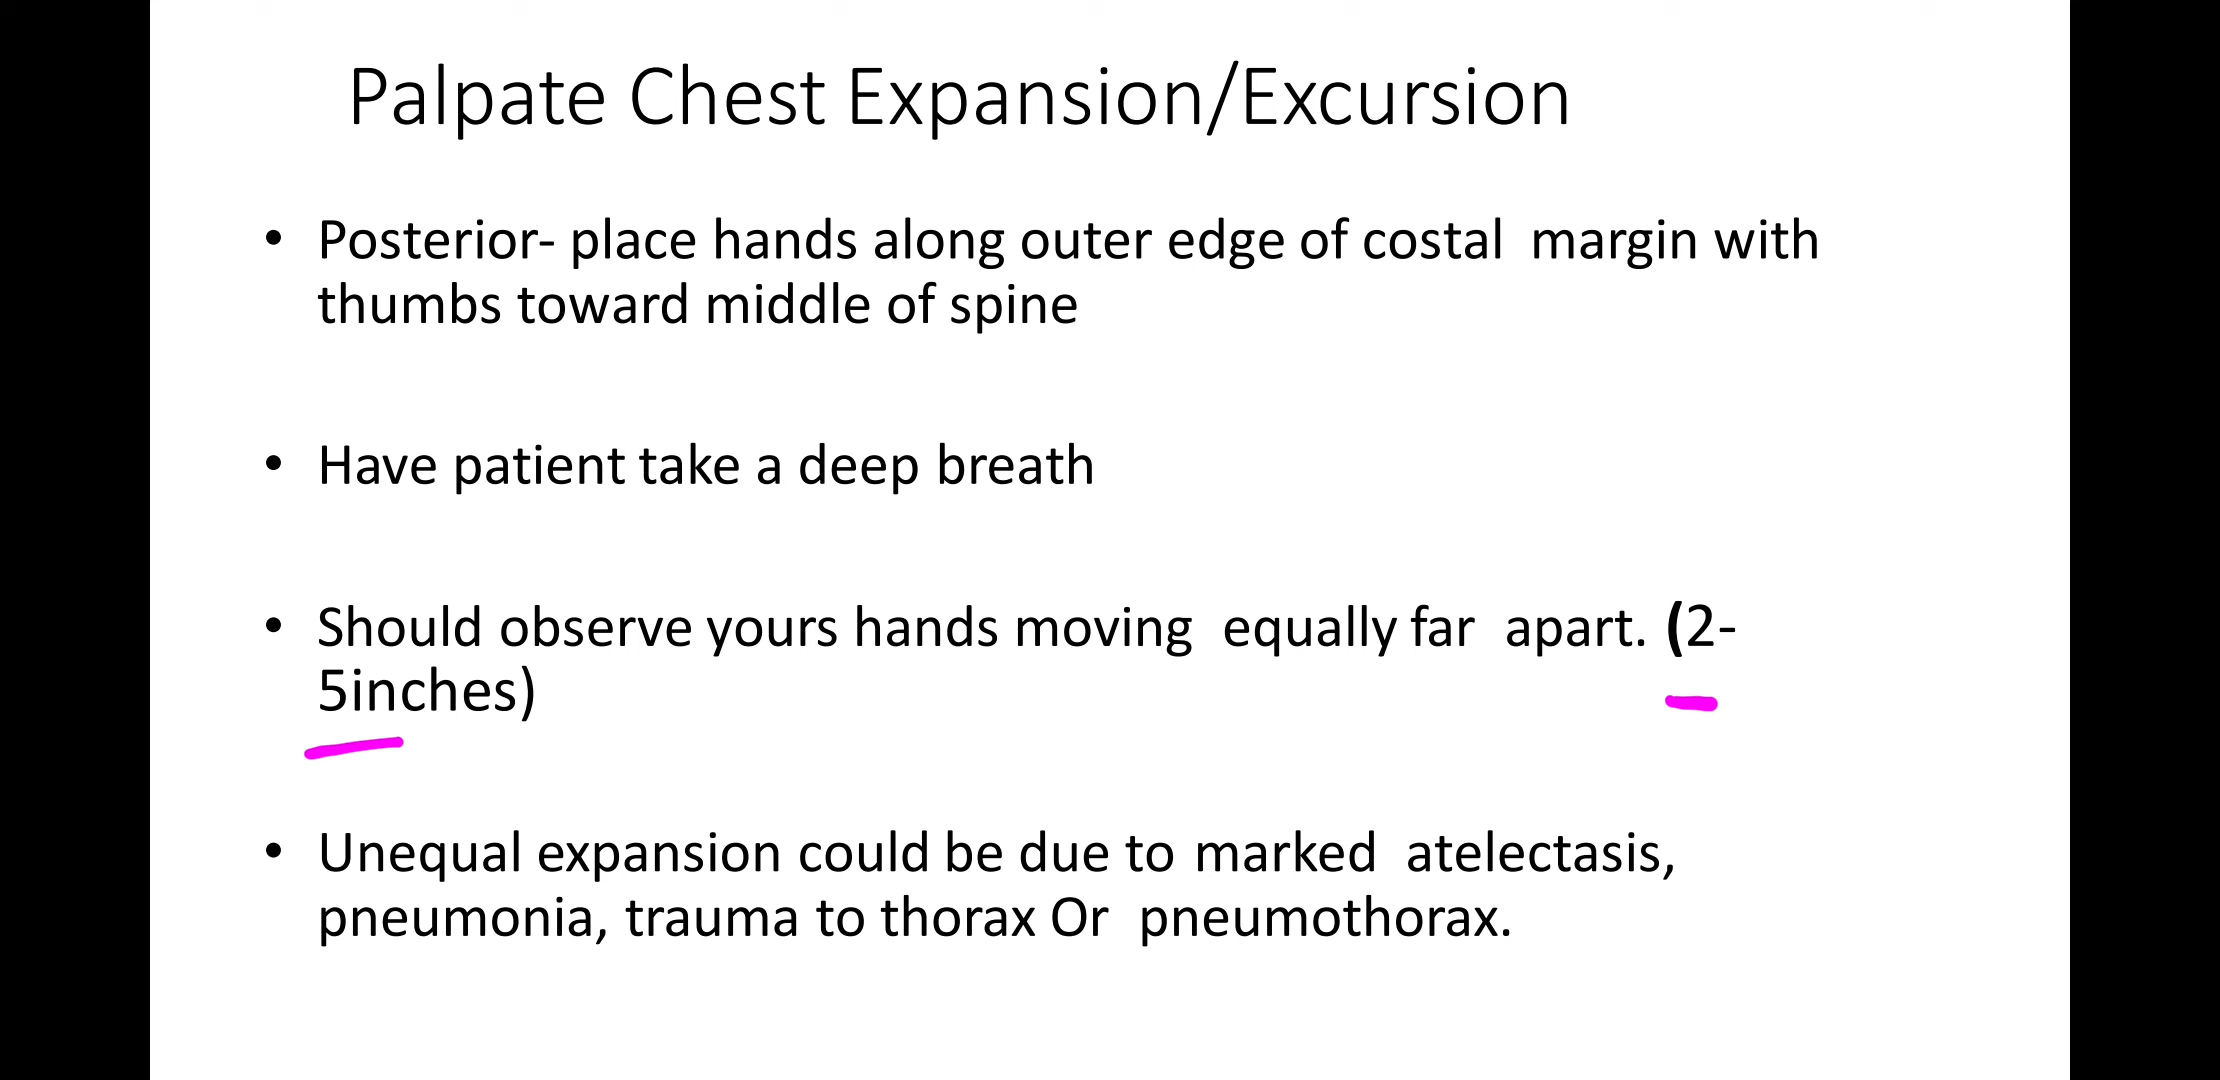 Palpate Chest Expansion/Excursion
• Posterior- place hands along outer edge of costal margin with
thumbs toward middle of spine
• Have patient take a deep breath
• Should observe yours hands moving equally far apart. (2-
5inches)
• Unequal expansion could be due to marked atelectasis,
pneumonia, trauma to thorax Or pneumothorax.